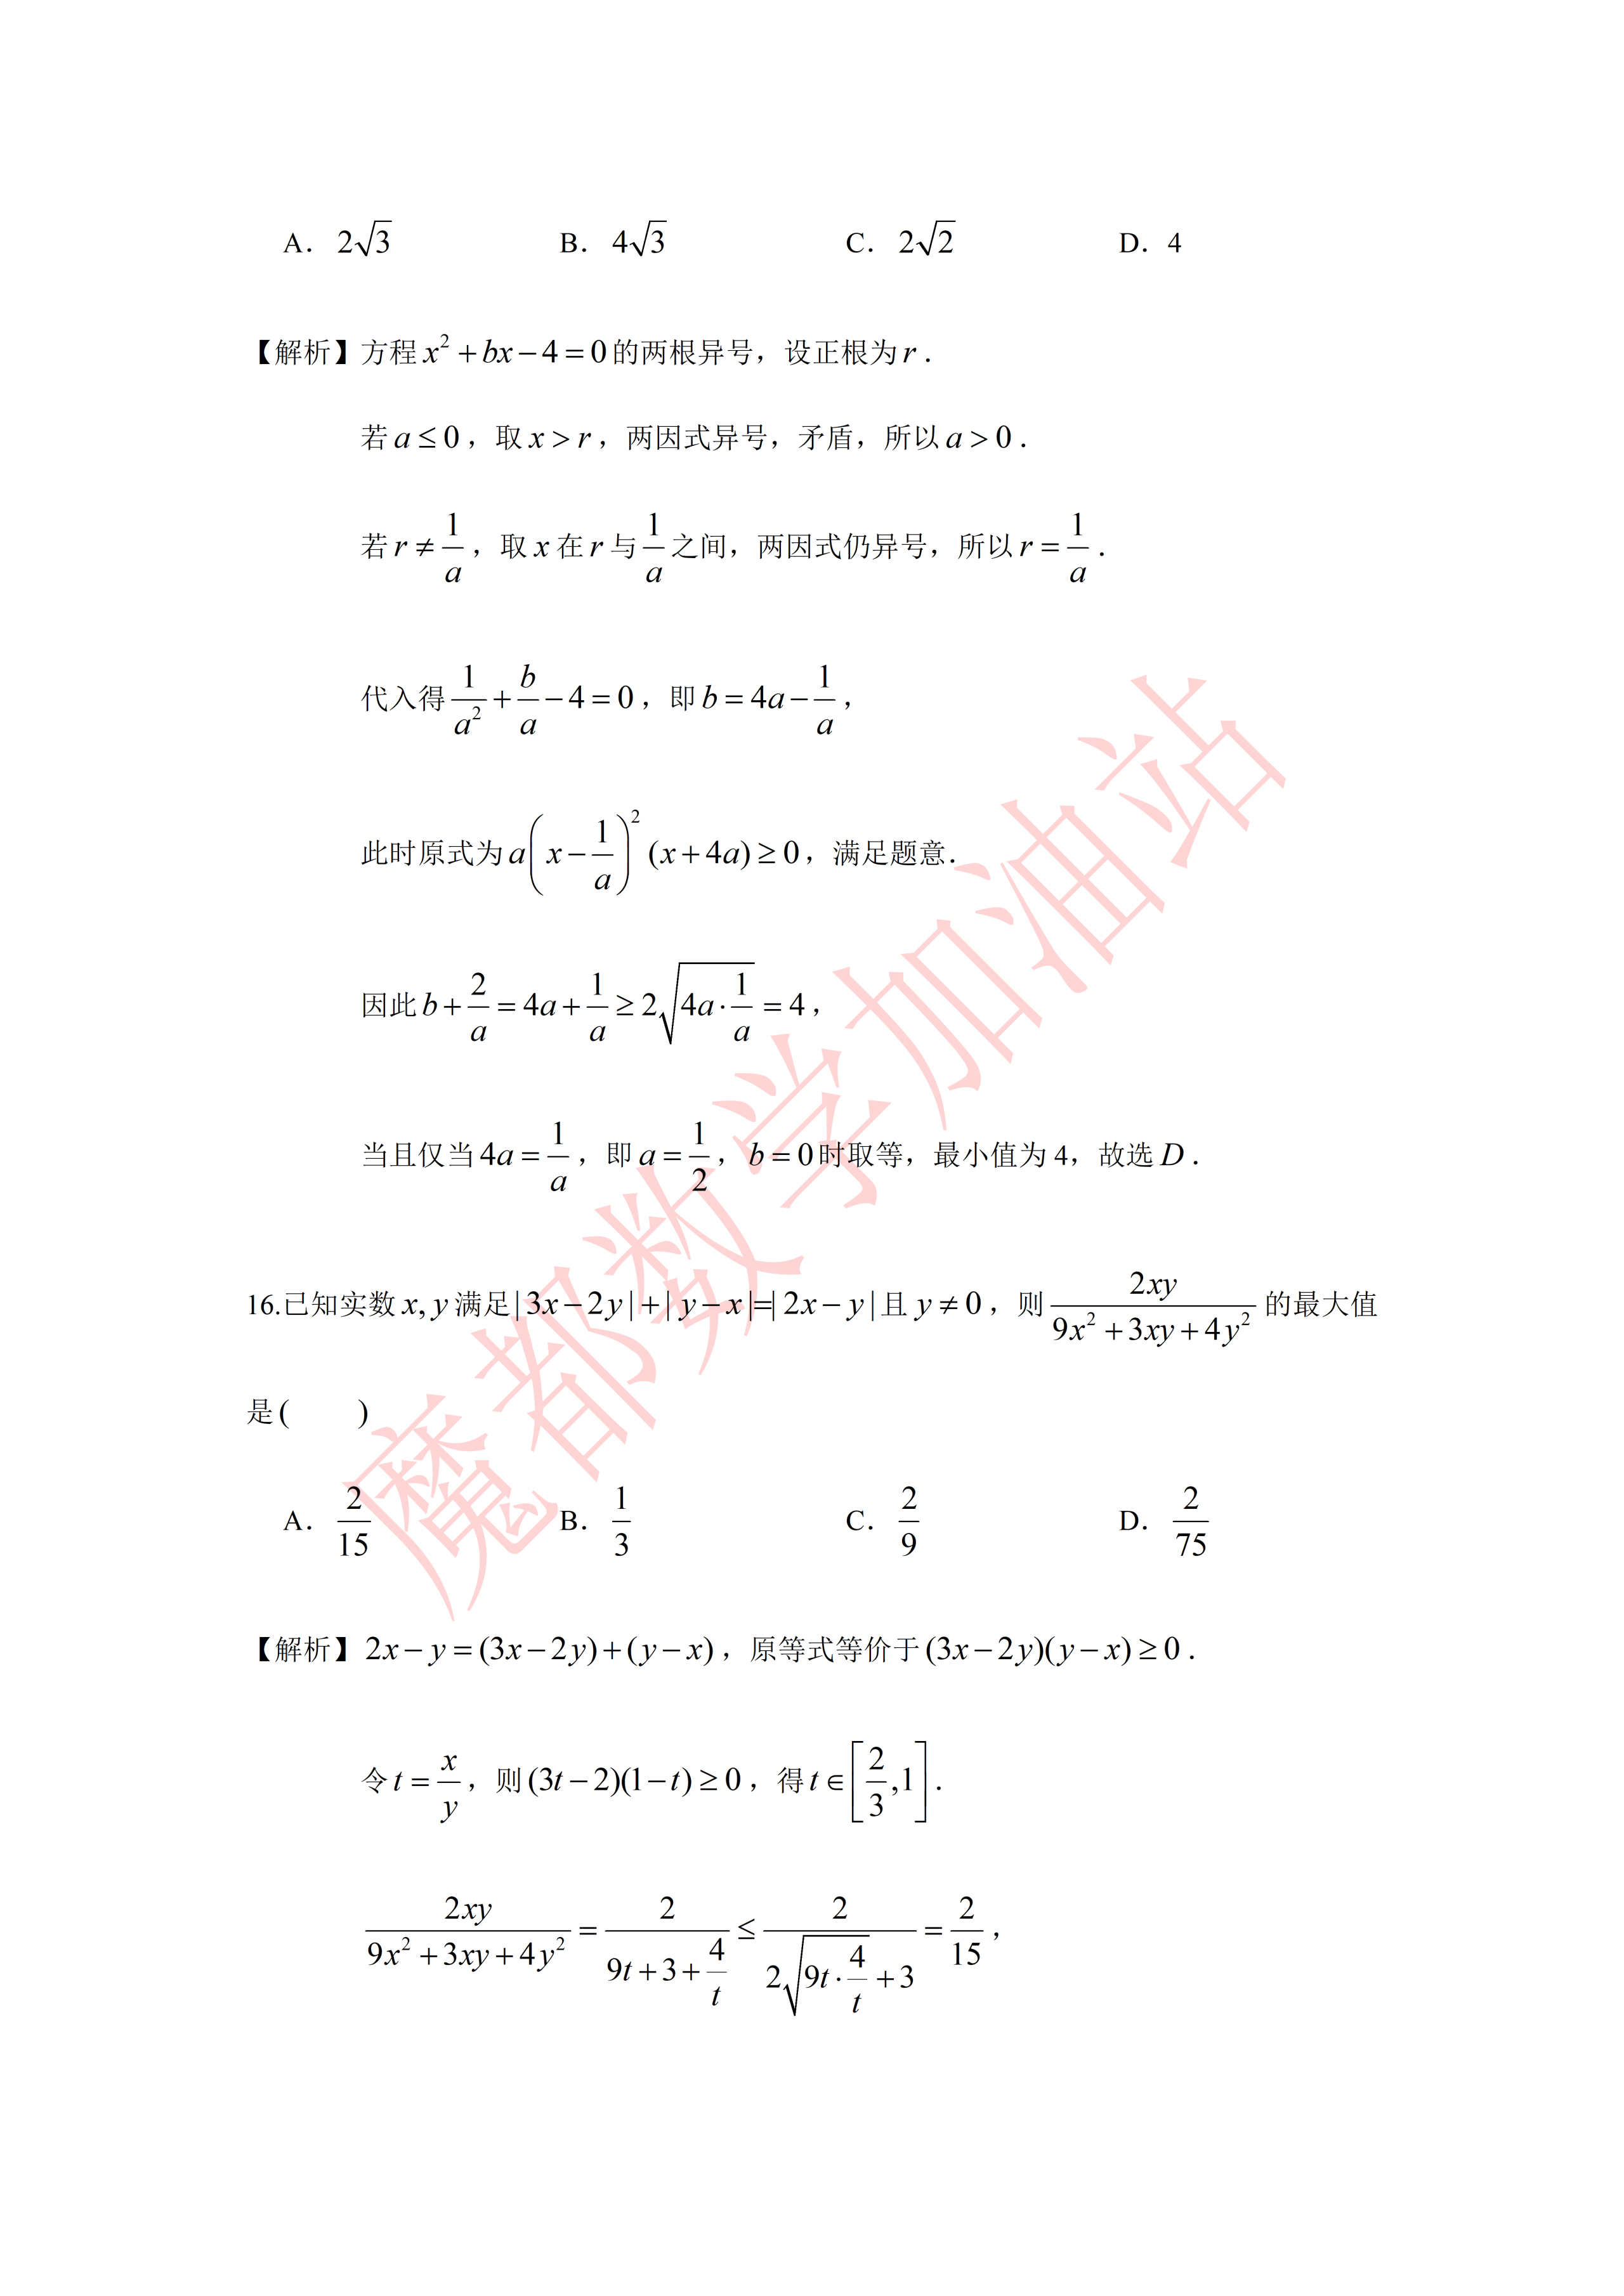 A. 2√3 B. 4√3 C. 2√2 D. 4
【解析】方程 x² + bx − 4 = 0 的两根异号，设正根为 r .
若 a ≤ 0，取 x > r，两因式异号，矛盾，所以 a > 0 .
若 r ≠ 1/a，取 x 在 r 与 1/a 之间，两因式仍异号，所以 r = 1/a .
代入得 1/a² + b/a − 4 = 0，即 b = 4a − 1/a，
此时原式为 a(x − 1/a)²(x + 4a) ≥ 0，满足题意.
因此 b + 2/a = 4a + 1/a ≥ 2√(4a · 1/a) = 4，
当且仅当 4a = 1/a，即 a = 1/2，b = 0 时取等，最小值为 4，故选 D .
16.已知实数 x, y 满足 | 3x − 2y | + | y − x |=| 2x − y | 且 y ≠ 0，则 2xy/(9x² + 3xy + 4y²) 的最大值
是 ( )
A. 2/15 B. 1/3 C. 2/9 D. 2/75
【解析】2x − y = (3x − 2y) + (y − x)，原等式等价于 (3x − 2y)(y − x) ≥ 0 .
令 t = x/y，则 (3t − 2)(1 − t) ≥ 0，得 t ∈ [2/3, 1] .
2xy/(9x² + 3xy + 4y²) = 2/(9t + 3 + 4/t) ≤ 2/(2√(9t · 4/t) + 3) = 2/15，
魔都数学加油站